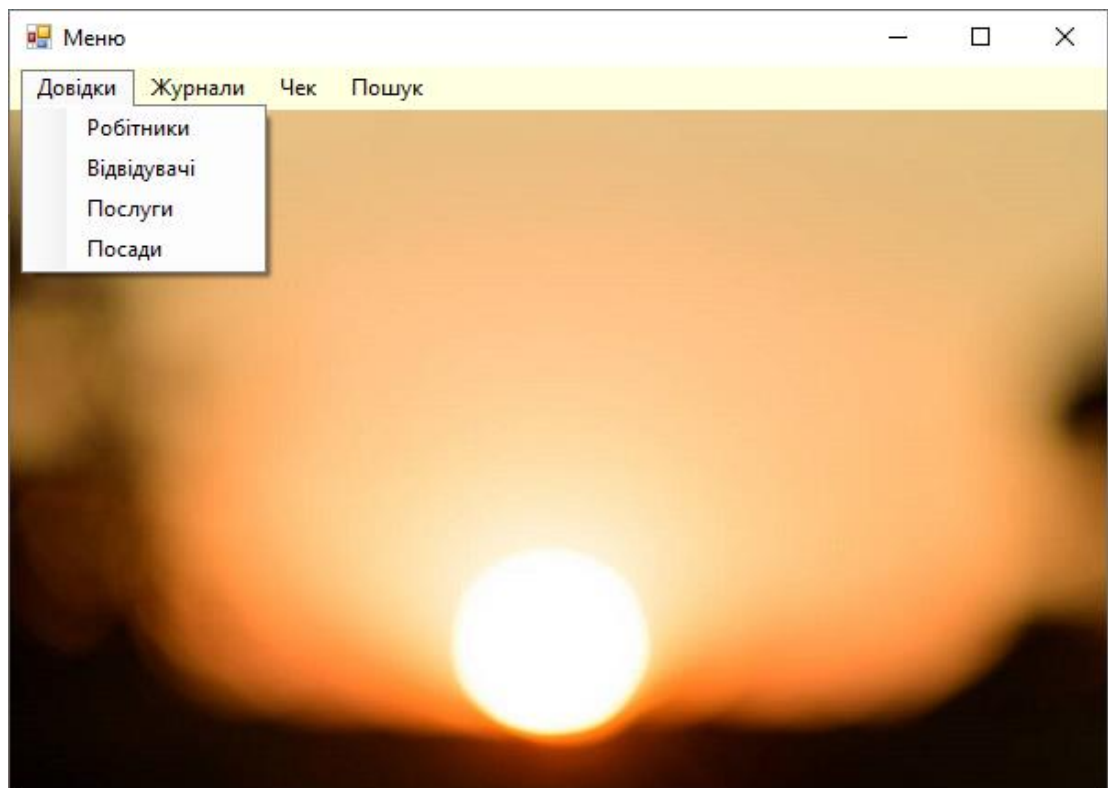 Меню
Довідки Журнали Чек Пошук
Робітники
Відвідувачі
Послуги
Посади